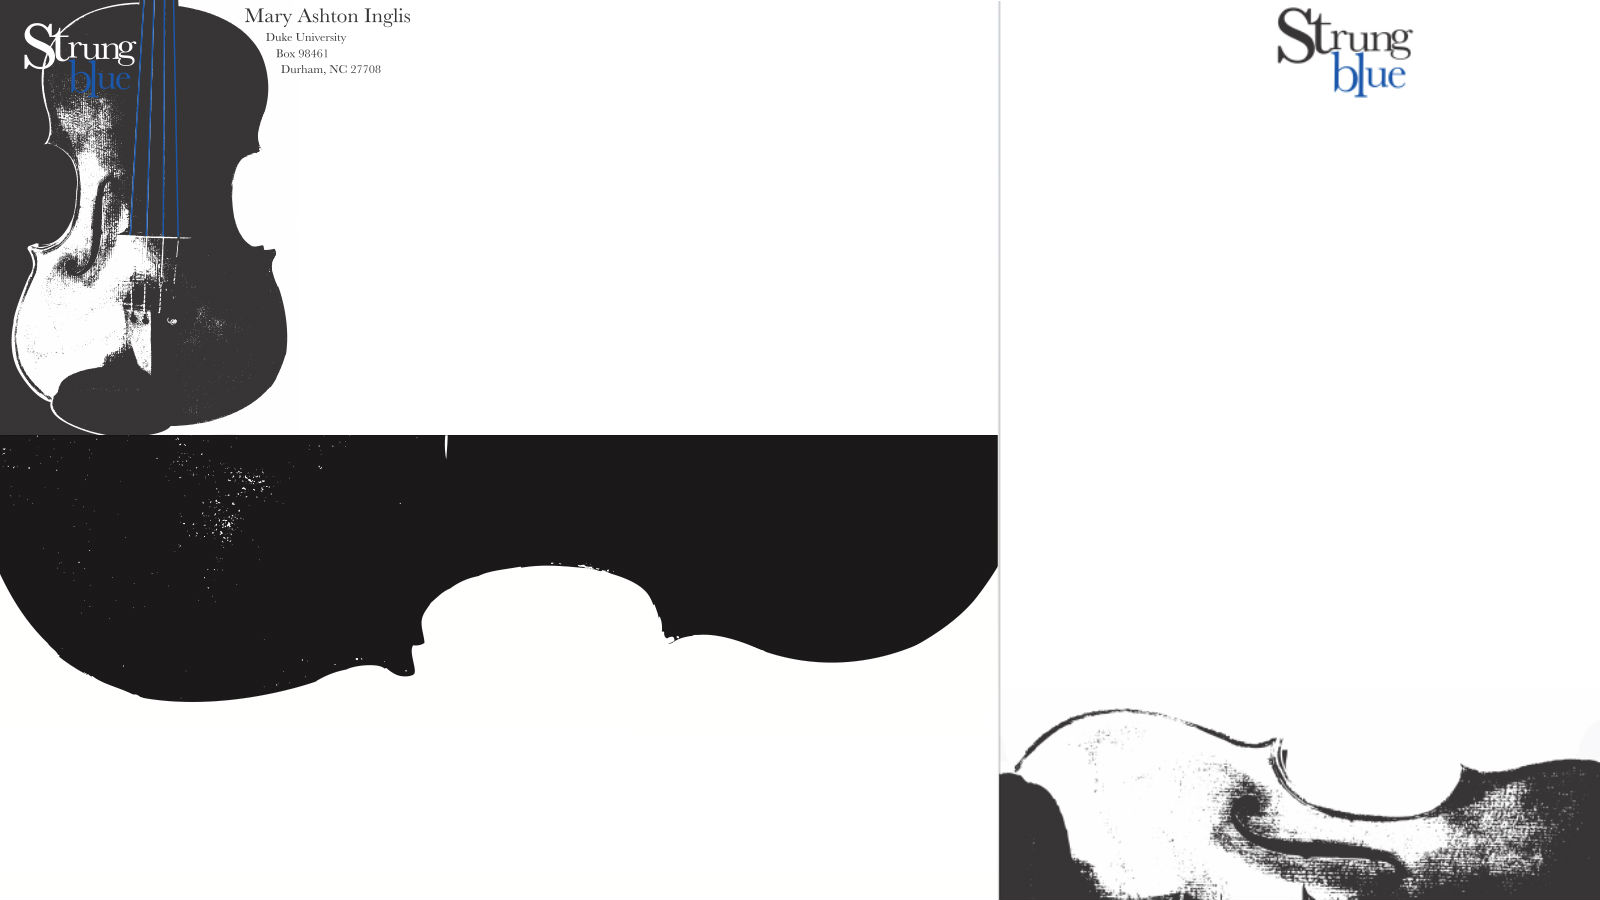 Strung
blue
Mary Ashton Inglis
Duke University
Box 98461
Durham, NC 27708
Strung
blue